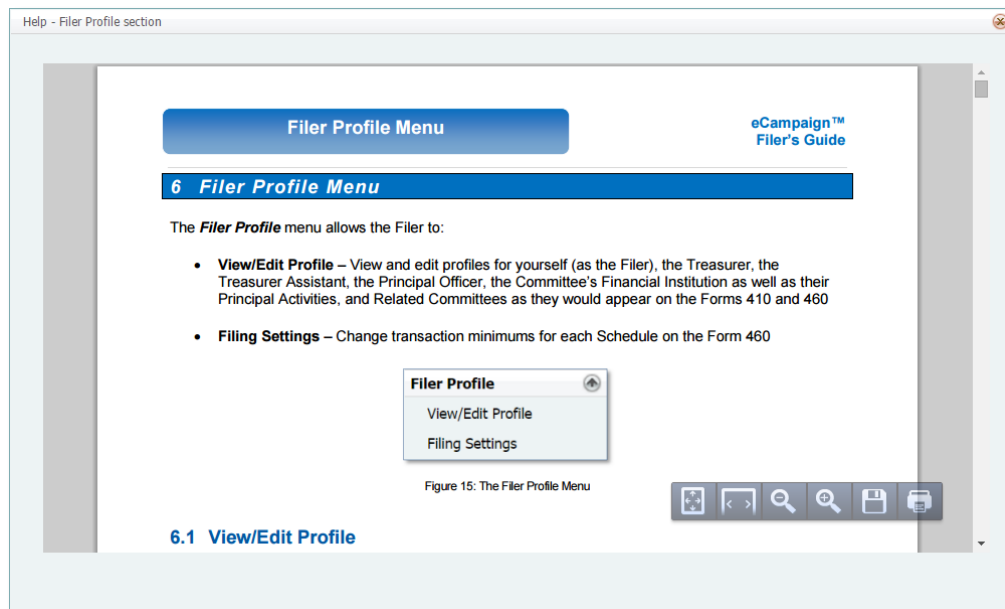 Help - Filer Profile section
Filer Profile Menu
eCampaign™
Filer's Guide
6 Filer Profile Menu
The Filer Profile menu allows the Filer to:
• View/Edit Profile – View and edit profiles for yourself (as the Filer), the Treasurer, the
Treasurer Assistant, the Principal Officer, the Committee's Financial Institution as well as their
Principal Activities, and Related Committees as they would appear on the Forms 410 and 460
• Filing Settings – Change transaction minimums for each Schedule on the Form 460
Filer Profile
View/Edit Profile
Filing Settings
Figure 15: The Filer Profile Menu
6.1 View/Edit Profile